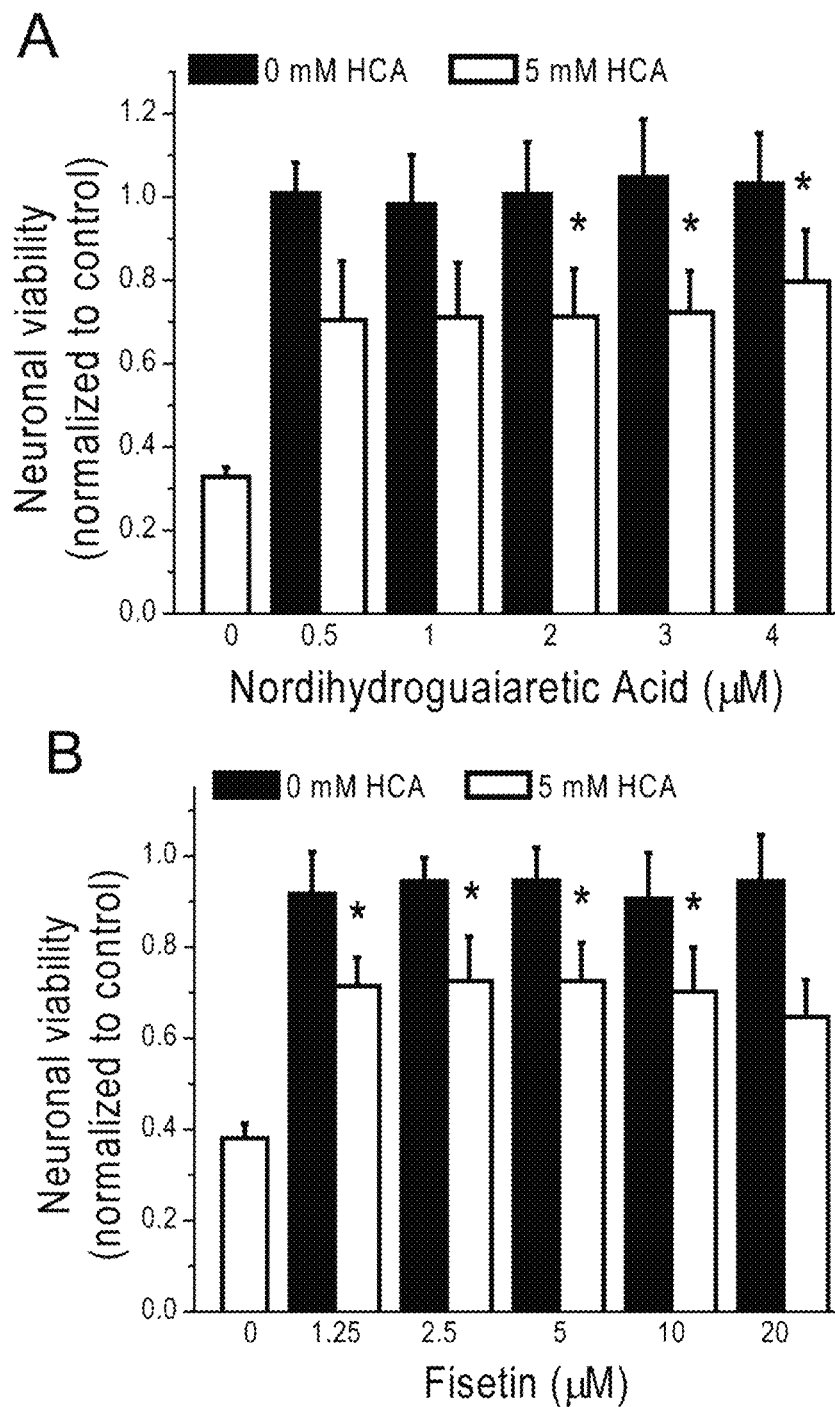 A
0 mM HCA 5 mM HCA
Neuronal viability
(normalized to control)
1.2
1.0
0.8
0.6
0.4
0.2
0.0
* * *
0 0.5 1 2 3 4
Nordihydroguaiaretic Acid (μM)
B
0 mM HCA 5 mM HCA
Neuronal viability
(normalized to control)
1.0
0.8
0.6
0.4
0.2
0.0
* * * *
0 1.25 2.5 5 10 20
Fisetin (μM)